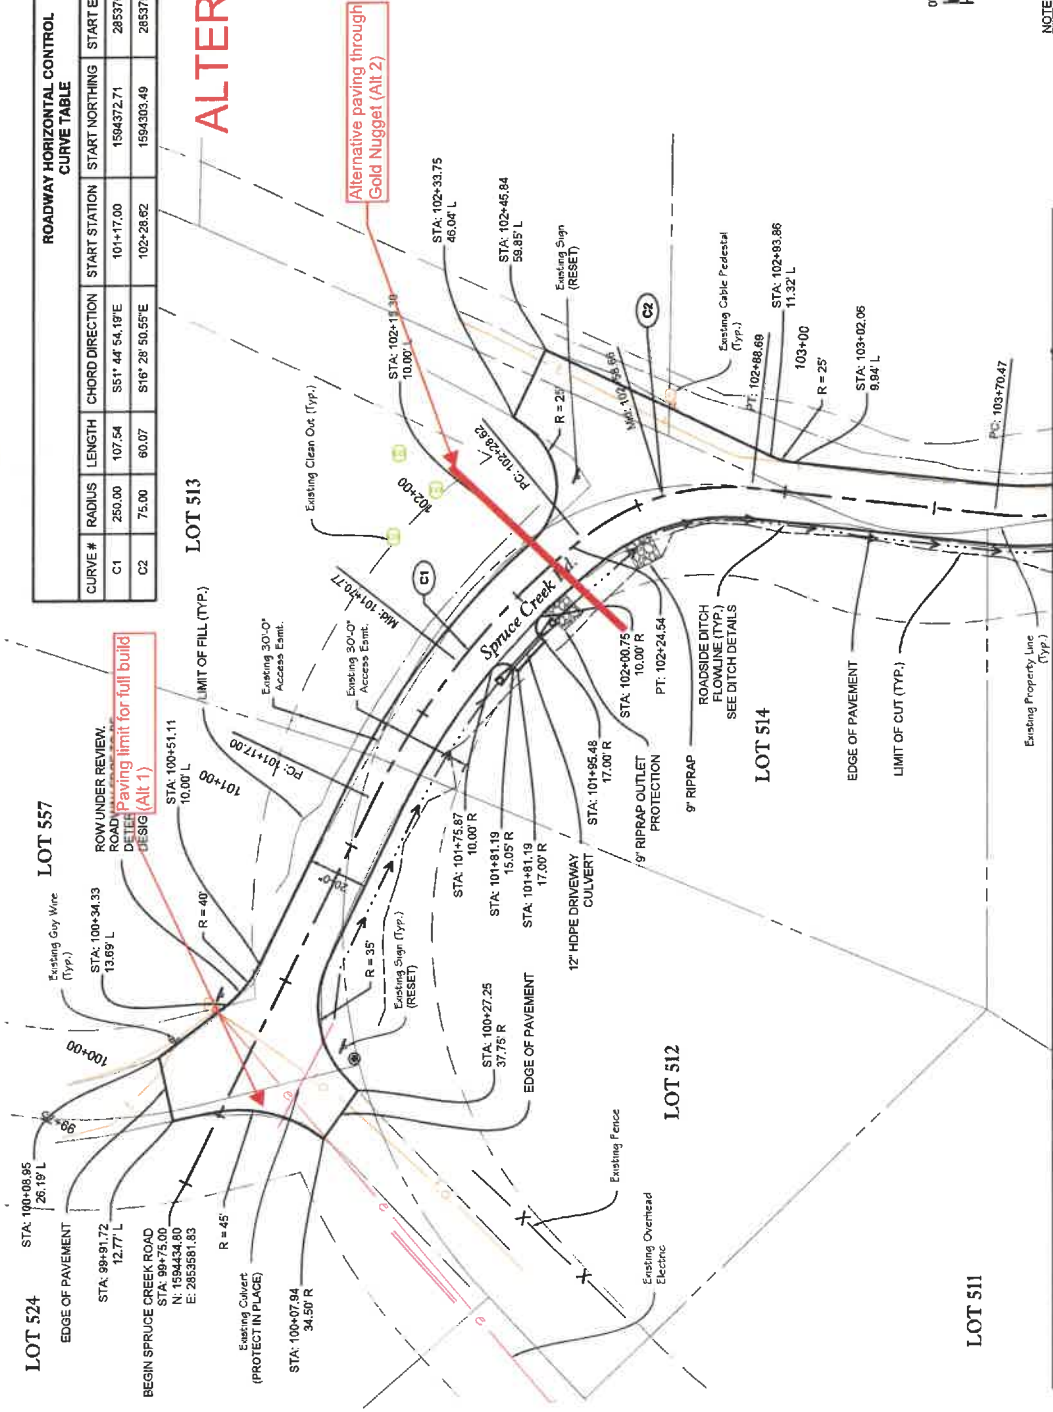 ROADWAY HORIZONTAL CONTROL
CURVE TABLE
CURVE # RADIUS LENGTH CHORD DIRECTION START STATION START NORTHING START E
C1 250.00 107.54 S51° 44' 54.19"E 101+17.00 1594372.71 28537
C2 75.00 60.07 S16° 28' 50.55"E 102+28.62 1594303.49 28537
ALTER
NOTE
Alternative paving through
Gold Nugget (Alt 2)
Paving limit for full build
(Alt 1)
LOT 524
LOT 557
LOT 513
LOT 514
LOT 512
LOT 511
STA: 100+08.95
26.19' L
EDGE OF PAVEMENT
STA: 99+91.72
12.77' L
BEGIN SPRUCE CREEK ROAD
STA: 99+75.00
N: 1594434.60
E: 2853581.83
R = 45'
Existing Culvert
(PROTECT IN PLACE)
STA: 100+07.94
34.50' R
100+00
Existing Guy Wire
(Typ.)
STA: 100+34.33
13.69' L
ROW UNDER REVIEW.
R = 40'
STA: 100+51.11
10.00' L
101+00
PC: 101+17.00
LIMIT OF FILL (TYP.)
Existing 30'-0"
Access Esmt.
Existing 30'-0"
Access Esmt.
Mid: 101+70.77
C1
Existing Clean Out (Typ.)
102+00
STA: 102+33.75
46.04' L
STA: 102+45.84
59.85' L
Existing Sign
(RESET)
PC: 102+28.62
R = 25'
C2
Existing Cable Pedestal
(Typ.)
PT: 102+88.69
STA: 102+93.86
11.32' L
103+00
R = 25'
STA: 103+02.06
9.94' L
PC: 103+70.47
Spruce Creek Rd.
20'-0"
R = 35'
Existing Sign (Typ.)
(RESET)
STA: 100+27.25
37.75' R
EDGE OF PAVEMENT
STA: 101+75.87
10.00' R
STA: 101+81.19
15.05' R
STA: 101+81.19
17.00' R
12" HDPE DRIVEWAY
CULVERT
STA: 101+95.48
17.00' R
9" RIPRAP OUTLET
PROTECTION
STA: 102+00.75
10.00' R
PT: 102+24.54
9" RIPRAP
ROADSIDE DITCH
FLOWLINE (TYP.)
SEE DITCH DETAILS
EDGE OF PAVEMENT
LIMIT OF CUT (TYP.)
Existing Property Line
(Typ.)
Existing Fence
Existing Overhead
Electric